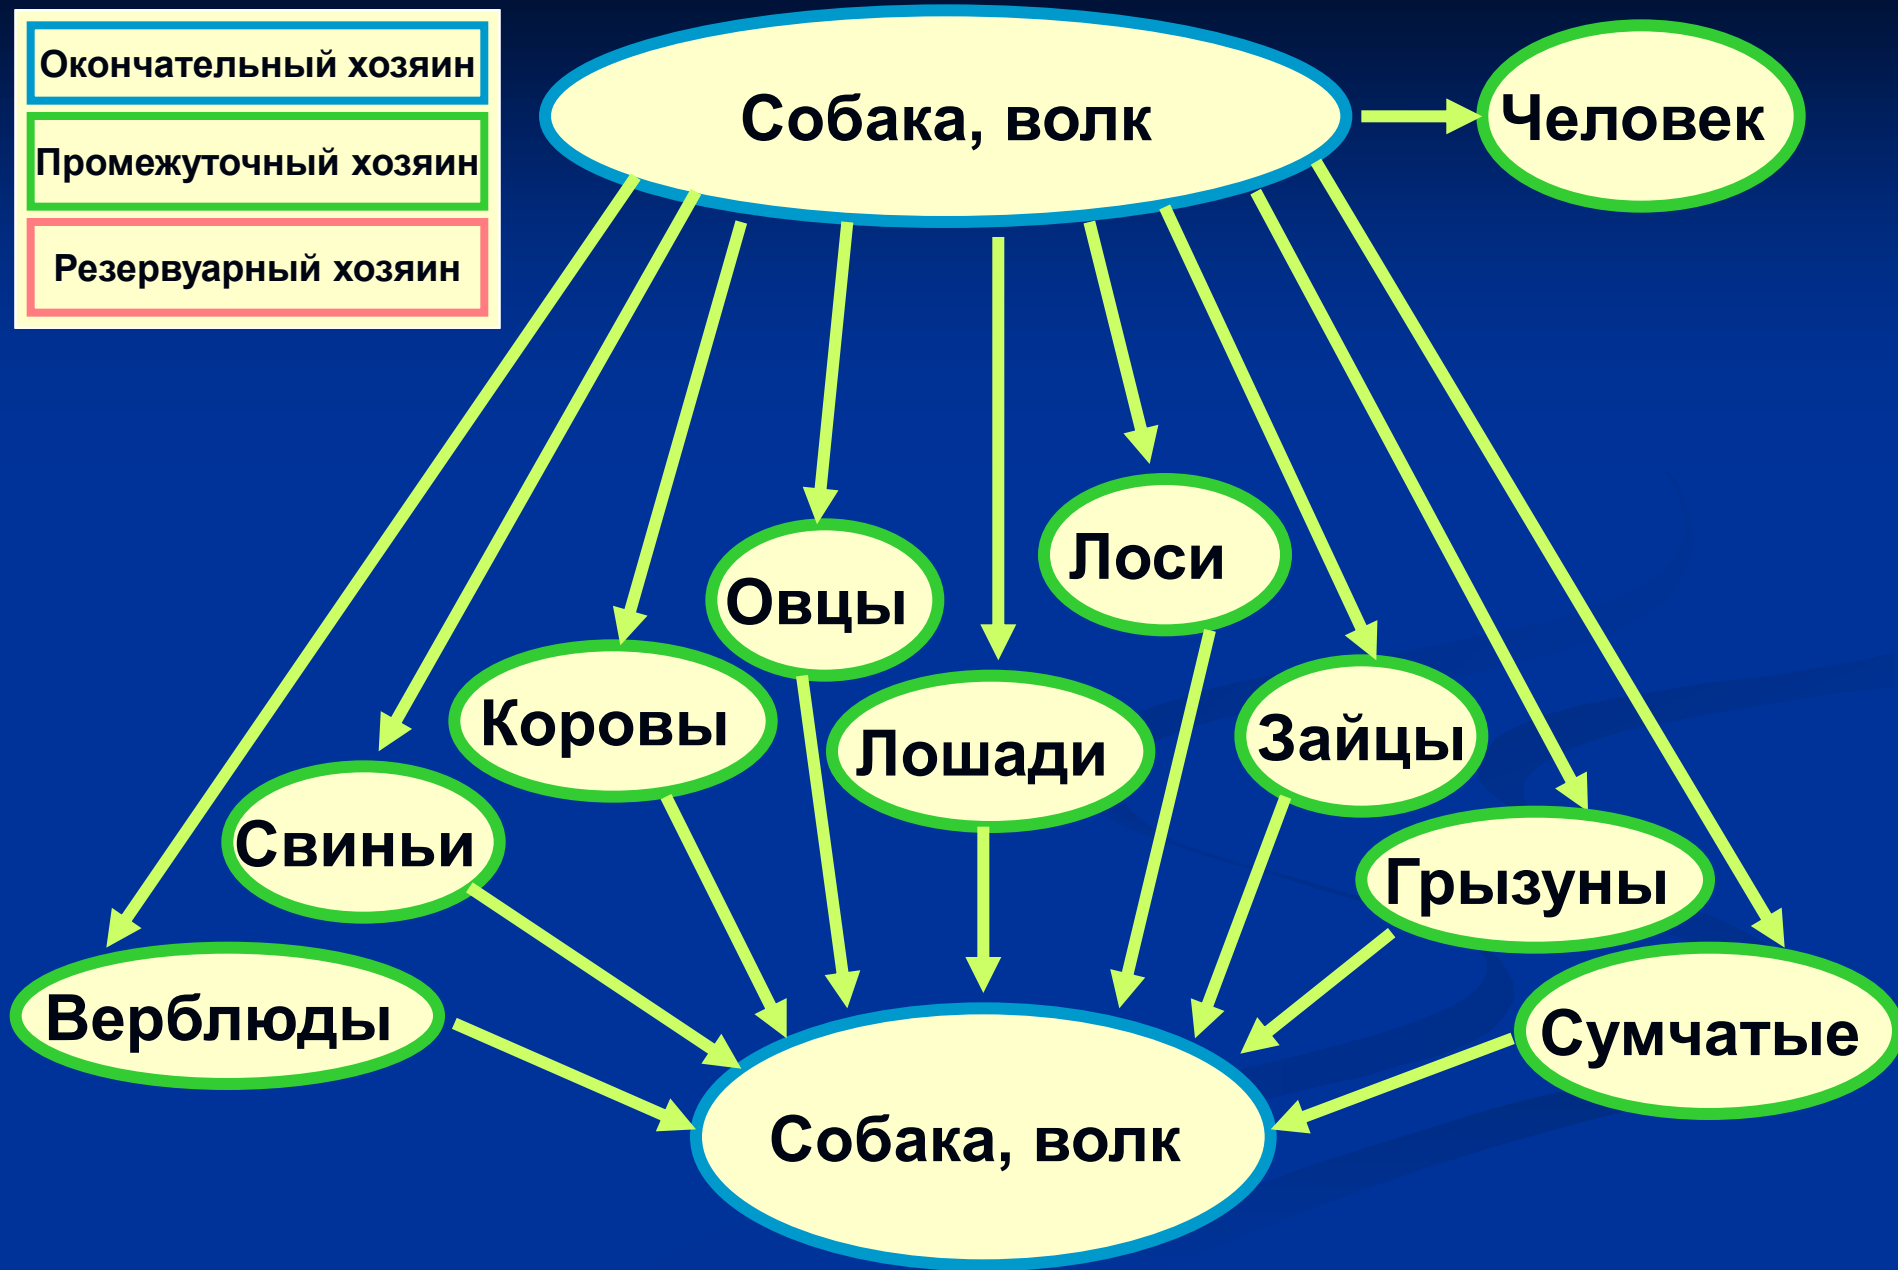 Окончательный хозяин
Промежуточный хозяин
Резервуарный хозяин
Собака, волк
Человек
Лоси
Овцы
Коровы
Лошади
Зайцы
Свиньи
Грызуны
Верблюды
Сумчатые
Собака, волк